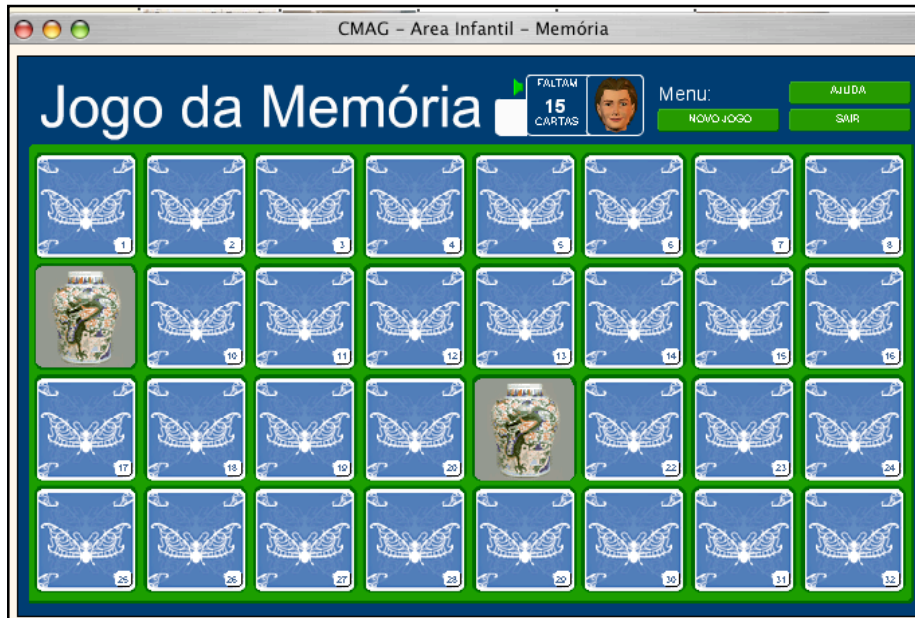 CMAG – Area Infantil – Memória
Jogo da Memória
FALTAM
15
CARTAS
Menu:
NOVO JOGO
AJUDA
SAIR
1 2 3 4 5 6 7 8
10 11 12 13 14 15 16
17 18 19 20 22 23 24
25 26 27 28 29 30 31 32